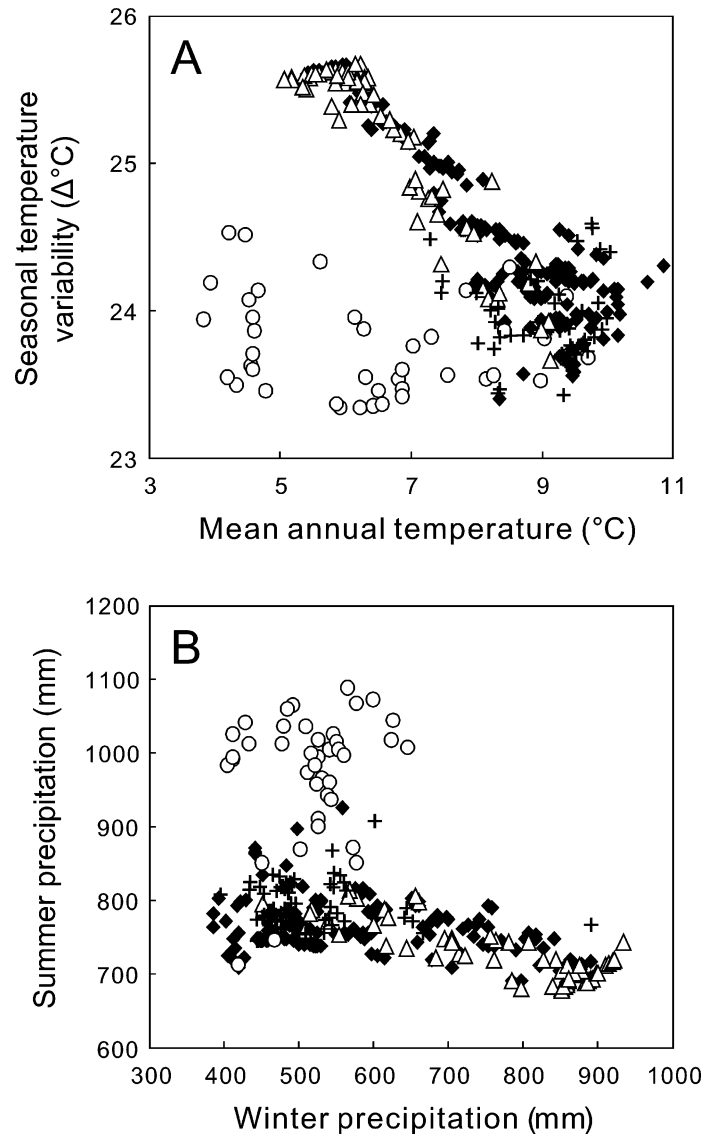 A
26
25
24
23
Seasonal temperature
variability (Δ°C)
3 5 7 9 11
Mean annual temperature (°C)
B
1200
1100
1000
900
800
700
600
Summer precipitation (mm)
300 400 500 600 700 800 900 1000
Winter precipitation (mm)